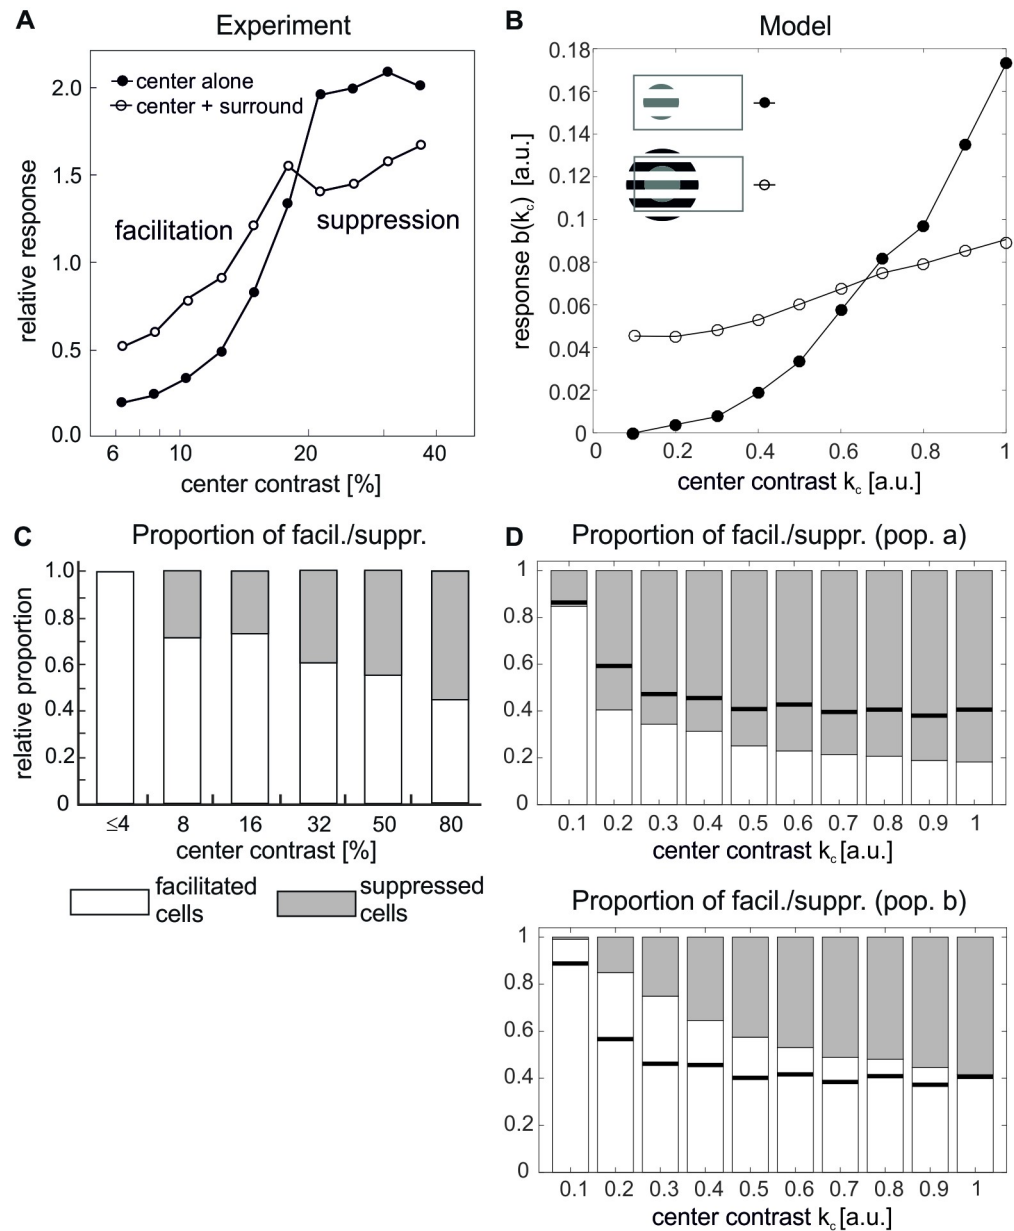 A
Experiment
center alone
center + surround
facilitation
suppression
relative response
2.0
1.5
1.0
0.5
0.0
6
10
20
40
center contrast [%]
B
Model
response b(k_c) [a.u.]
0.18
0.16
0.14
0.12
0.1
0.08
0.06
0.04
0.02
0
0
0.2
0.4
0.6
0.8
1
center contrast k_c [a.u.]
C
Proportion of facil./suppr.
relative proportion
1.0
0.8
0.6
0.4
0.2
0
≤4
8
16
32
50
80
center contrast [%]
facilitated
cells
suppressed
cells
D
Proportion of facil./suppr. (pop. a)
1
0.8
0.6
0.4
0.2
0
0.1
0.2
0.3
0.4
0.5
0.6
0.7
0.8
0.9
1
center contrast k_c [a.u.]
Proportion of facil./suppr. (pop. b)
1
0.8
0.6
0.4
0.2
0
0.1
0.2
0.3
0.4
0.5
0.6
0.7
0.8
0.9
1
center contrast k_c [a.u.]